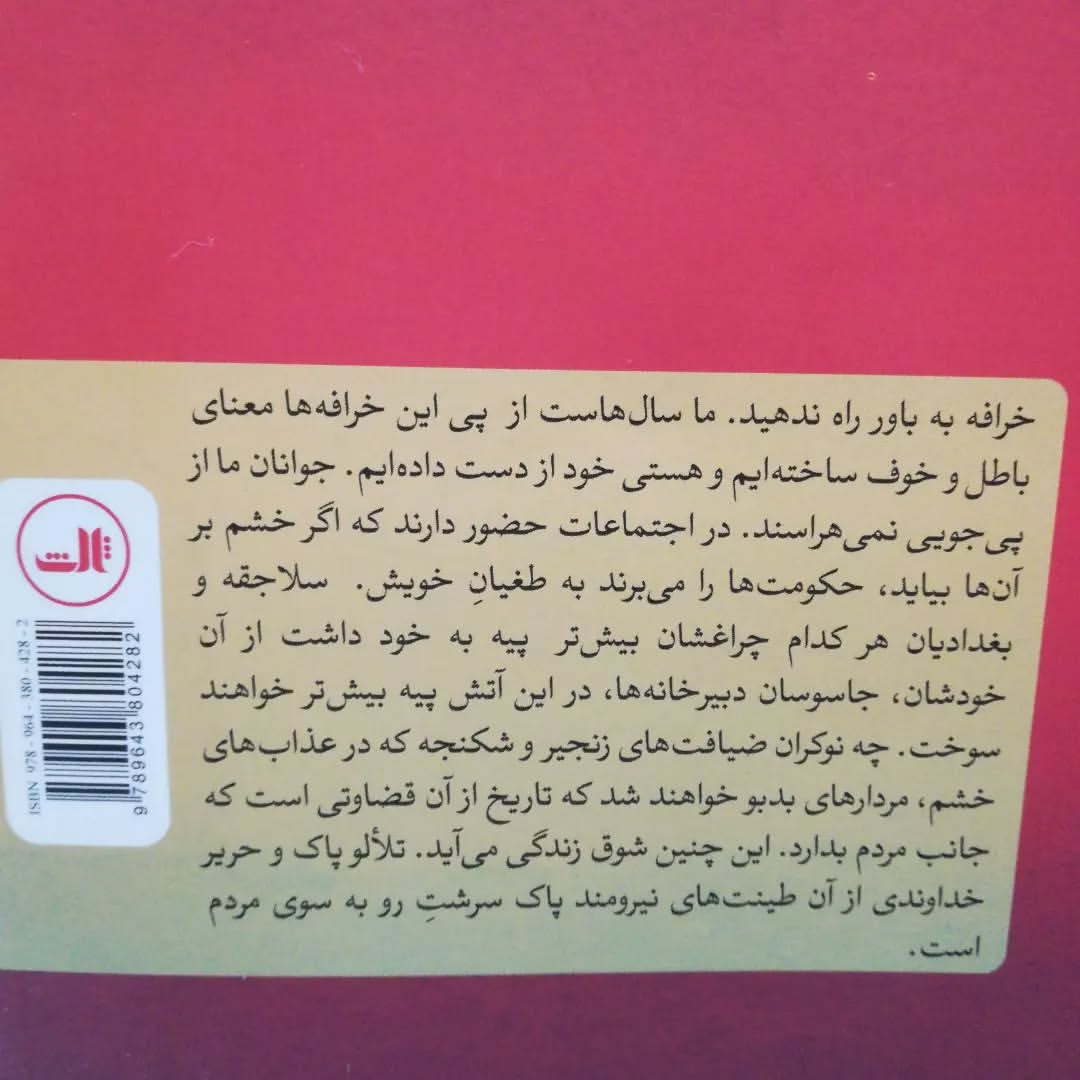 خرافه به باور راه ندهید. ما سال‌هاست از پی این خرافه‌ها معنای
باطل و خوف ساخته‌ایم و هستی خود از دست داده‌ایم. جوانان ما از
پی‌جویی نمی‌هراسند. در اجتماعات حضور دارند که اگر خشم بر
آن‌ها بیاید، حکومت‌ها را می‌برند به طغیانِ خویش. سلاجقه و
بغدادیان هر کدام چراغشان بیش‌تر پیه به خود داشت از آن
خودشان، جاسوسان دبیرخانه‌ها، در این آتش پیه بیش‌تر خواهند
سوخت. چه نوکران ضیافت‌های زنجیر و شکنجه که در عذاب‌های
خشم، مردارهای بدبو خواهند شد که تاریخ از آن قضاوتی است که
جانب مردم بدارد. این چنین شوق زندگی می‌آید. تلألو پاک و حریر
خداوندی از آن طینت‌های نیرومند پاک سرشتِ رو به سوی مردم
است.
ثالث
ISBN 978-964-380-428-2
9 789643 804282